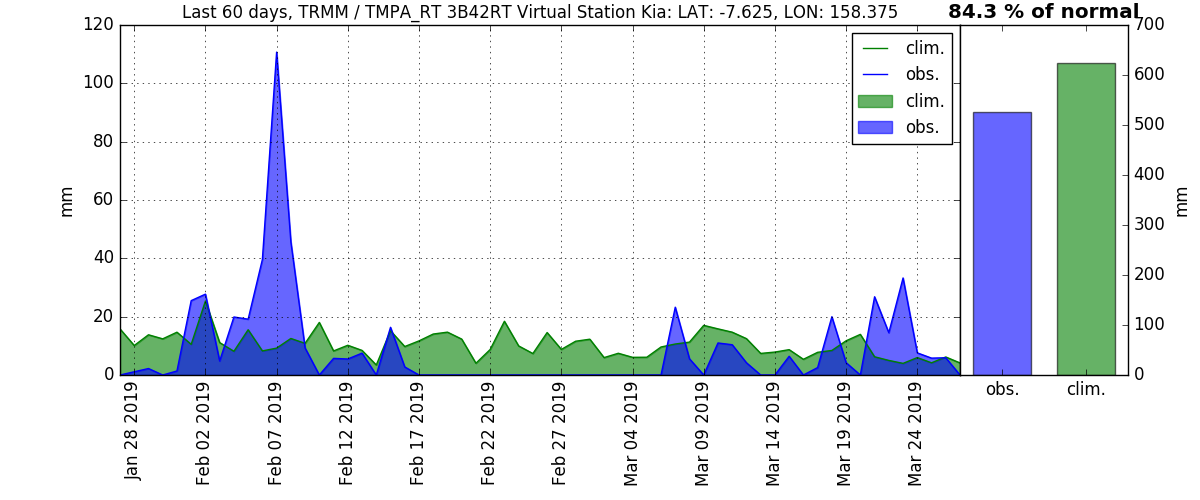 Last 60 days, TRMM / TMPA_RT 3B42RT Virtual Station Kia: LAT: -7.625, LON: 158.375
84.3 % of normal
120
100
80
60
40
20
0
mm
clim.
obs.
clim.
obs.
700
600
500
400
300
200
100
0
mm
obs.
clim.
Jan 28 2019
Feb 02 2019
Feb 07 2019
Feb 12 2019
Feb 17 2019
Feb 22 2019
Feb 27 2019
Mar 04 2019
Mar 09 2019
Mar 14 2019
Mar 19 2019
Mar 24 2019